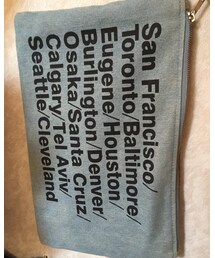 San Francisco/
Toronto/Baltimore/
Eugene/Houston/
Burlington/Denver/
Osaka/Santa Cruz/
Calgary/Tel Aviv/
Seattle/Cleveland